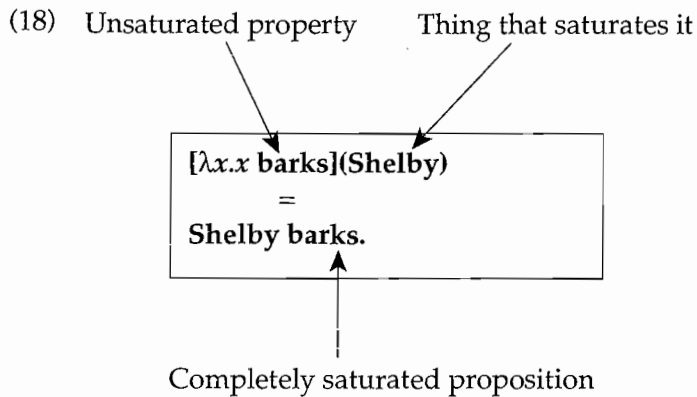 (18) Unsaturated property Thing that saturates it
[λx.x barks](Shelby)
=
Shelby barks.
Completely saturated proposition